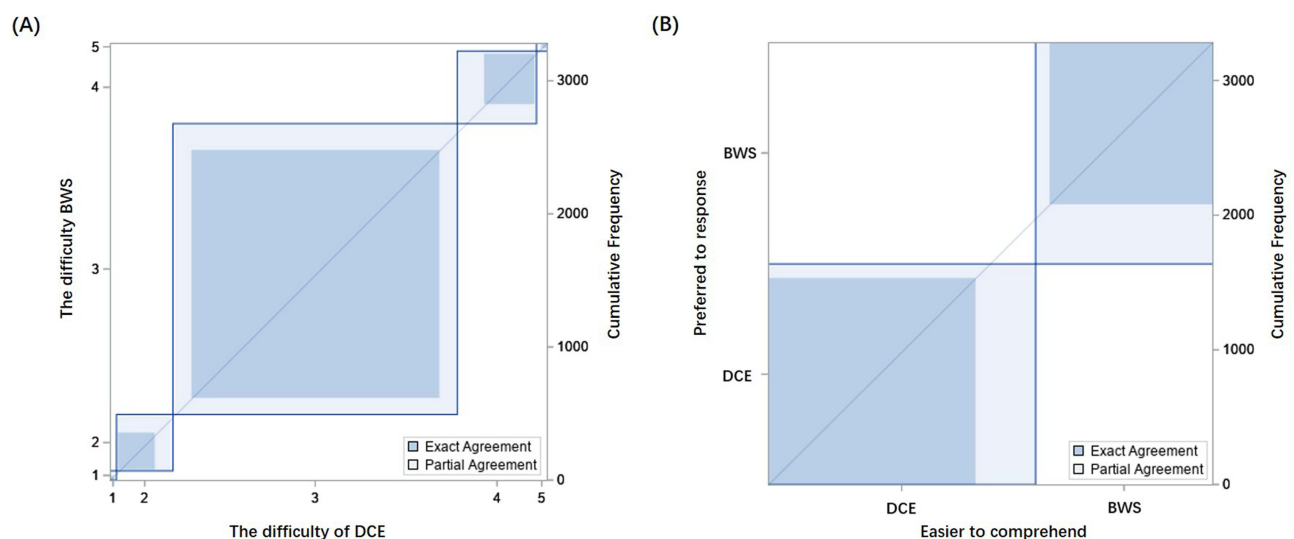 (A)
The difficulty BWS
5
4
3
2
1
1 2 3 4 5
The difficulty of DCE
3000
2000
1000
0
Cumulative Frequency
Exact Agreement
Partial Agreement
(B)
Preferred to response
BWS
DCE
DCE BWS
Easier to comprehend
3000
2000
1000
0
Cumulative Frequency
Exact Agreement
Partial Agreement